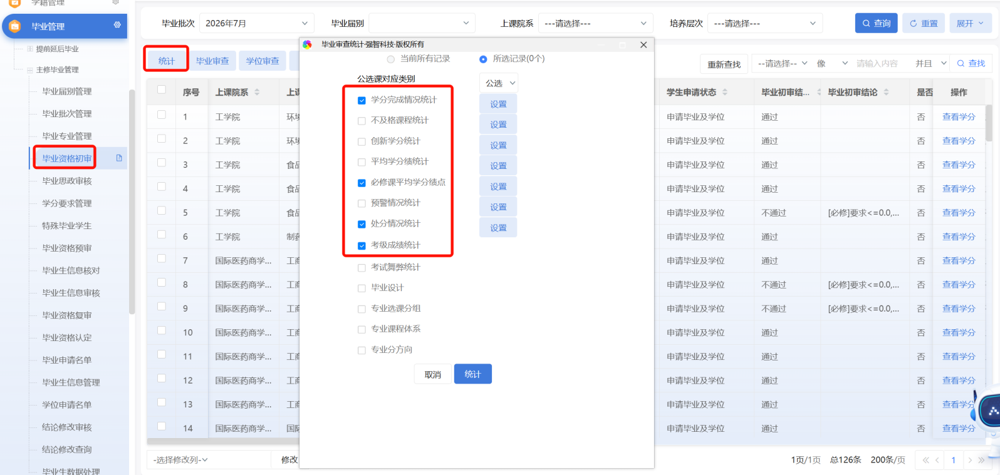 学籍管理
毕业管理
提前延后毕业
主修毕业管理
毕业届别管理
毕业批次管理
毕业专业管理
毕业资格初审
毕业思政审核
学分要求管理
特殊毕业学生
毕业资格预审
毕业生信息核对
毕业生信息审核
毕业资格复审
毕业资格认定
毕业申请名单
毕业生信息管理
学位申请名单
结论修改审核
结论修改查询
毕业生数据处理
毕业批次 2026年7月 毕业届别 上课院系 ---请选择--- 培养层次 ---请选择--- 查询 重置 展开
统计 毕业审查 学位审查
重新查找 --请选择-- 像 请输入内容 并且 查找
序号 上课院系 学生申请状态 毕业初审结... 毕业初审结论 是否 操作
1 工学院 环境 申请毕业及学位 通过 否 查看学分
2 工学院 环境 申请毕业及学位 通过 否 查看学分
3 工学院 食品 申请毕业及学位 通过 否 查看学分
4 工学院 食品 申请毕业及学位 通过 否 查看学分
5 工学院 食品 申请毕业及学位 不通过 [必修]要求<=0.0,... 否 查看学分
6 工学院 制药 申请毕业及学位 通过 否 查看学分
7 国际医药商学... 工商 申请毕业及学位 通过 否 查看学分
8 国际医药商学... 工商 申请毕业及学位 不通过 [必修]要求<=0.0,... 否 查看学分
9 国际医药商学... 工商 申请毕业及学位 不通过 [必修]要求<=0.0,... 否 查看学分
10 国际医药商学... 工商 申请毕业及学位 通过 否 查看学分
11 国际医药商学... 工商 申请毕业及学位 通过 否 查看学分
12 国际医药商学... 工商 申请毕业及学位 通过 否 查看学分
13 国际医药商学... 工商 申请毕业及学位 通过 否 查看学分
14 国际医药商学... 国际 申请毕业及学位 通过 否 查看学分
-选择修改列- 修改
1页/1页 总126条 200条/页 1
毕业审查统计·强智科技·版权所有
当前所有记录 所选记录(0个)
公选课对应类别 公选
学分完成情况统计 设置
不及格课程统计 设置
创新学分统计 设置
平均学分绩统计 设置
必修课平均学分绩点 设置
预警情况统计 设置
处分情况统计 设置
考级成绩统计
考试舞弊统计
毕业设计
专业选课分组
专业课程体系
专业分方向
取消 统计